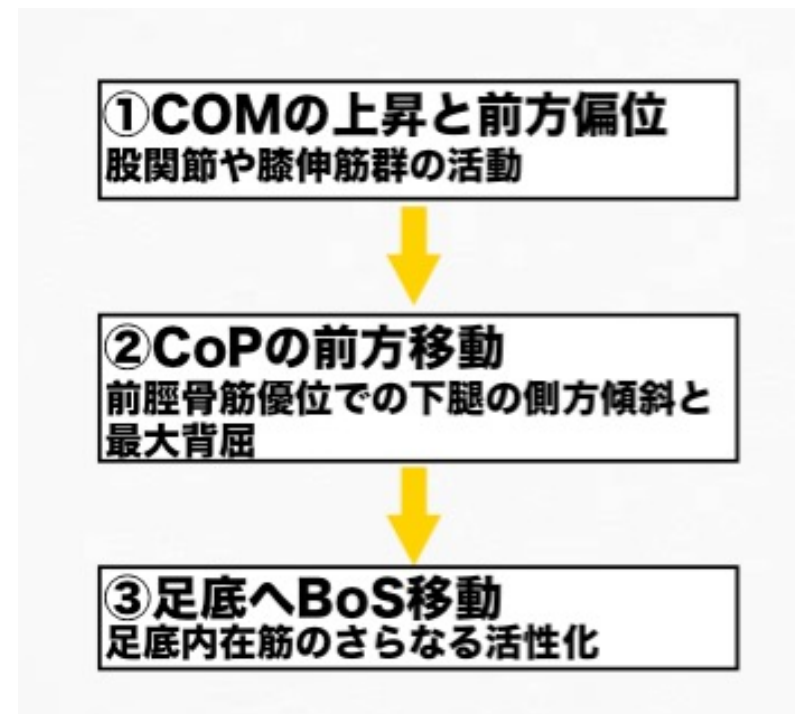 ①COMの上昇と前方偏位
股関節や膝伸筋群の活動
②CoPの前方移動
前脛骨筋優位での下腿の側方傾斜と
最大背屈
③足底へBoS移動
足底内在筋のさらなる活性化